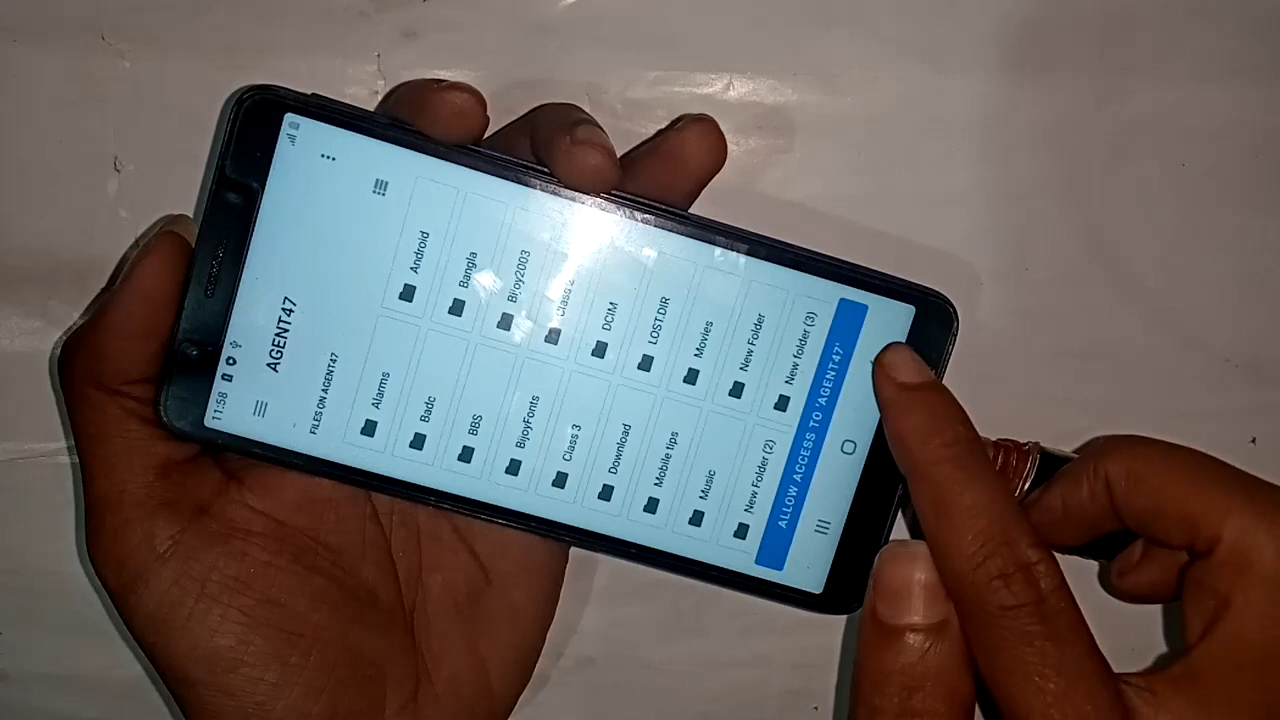 11:58
AGENT47
FILES ON AGENT47
Alarms
Android
Badc
Bangla
BBS
Bijoy2003
BijoyFonts
Class 2
Class 3
DCIM
Download
LOST.DIR
Mobile tips
Movies
Music
New Folder
New Folder (2)
New folder (3)
ALLOW ACCESS TO 'AGENT47'